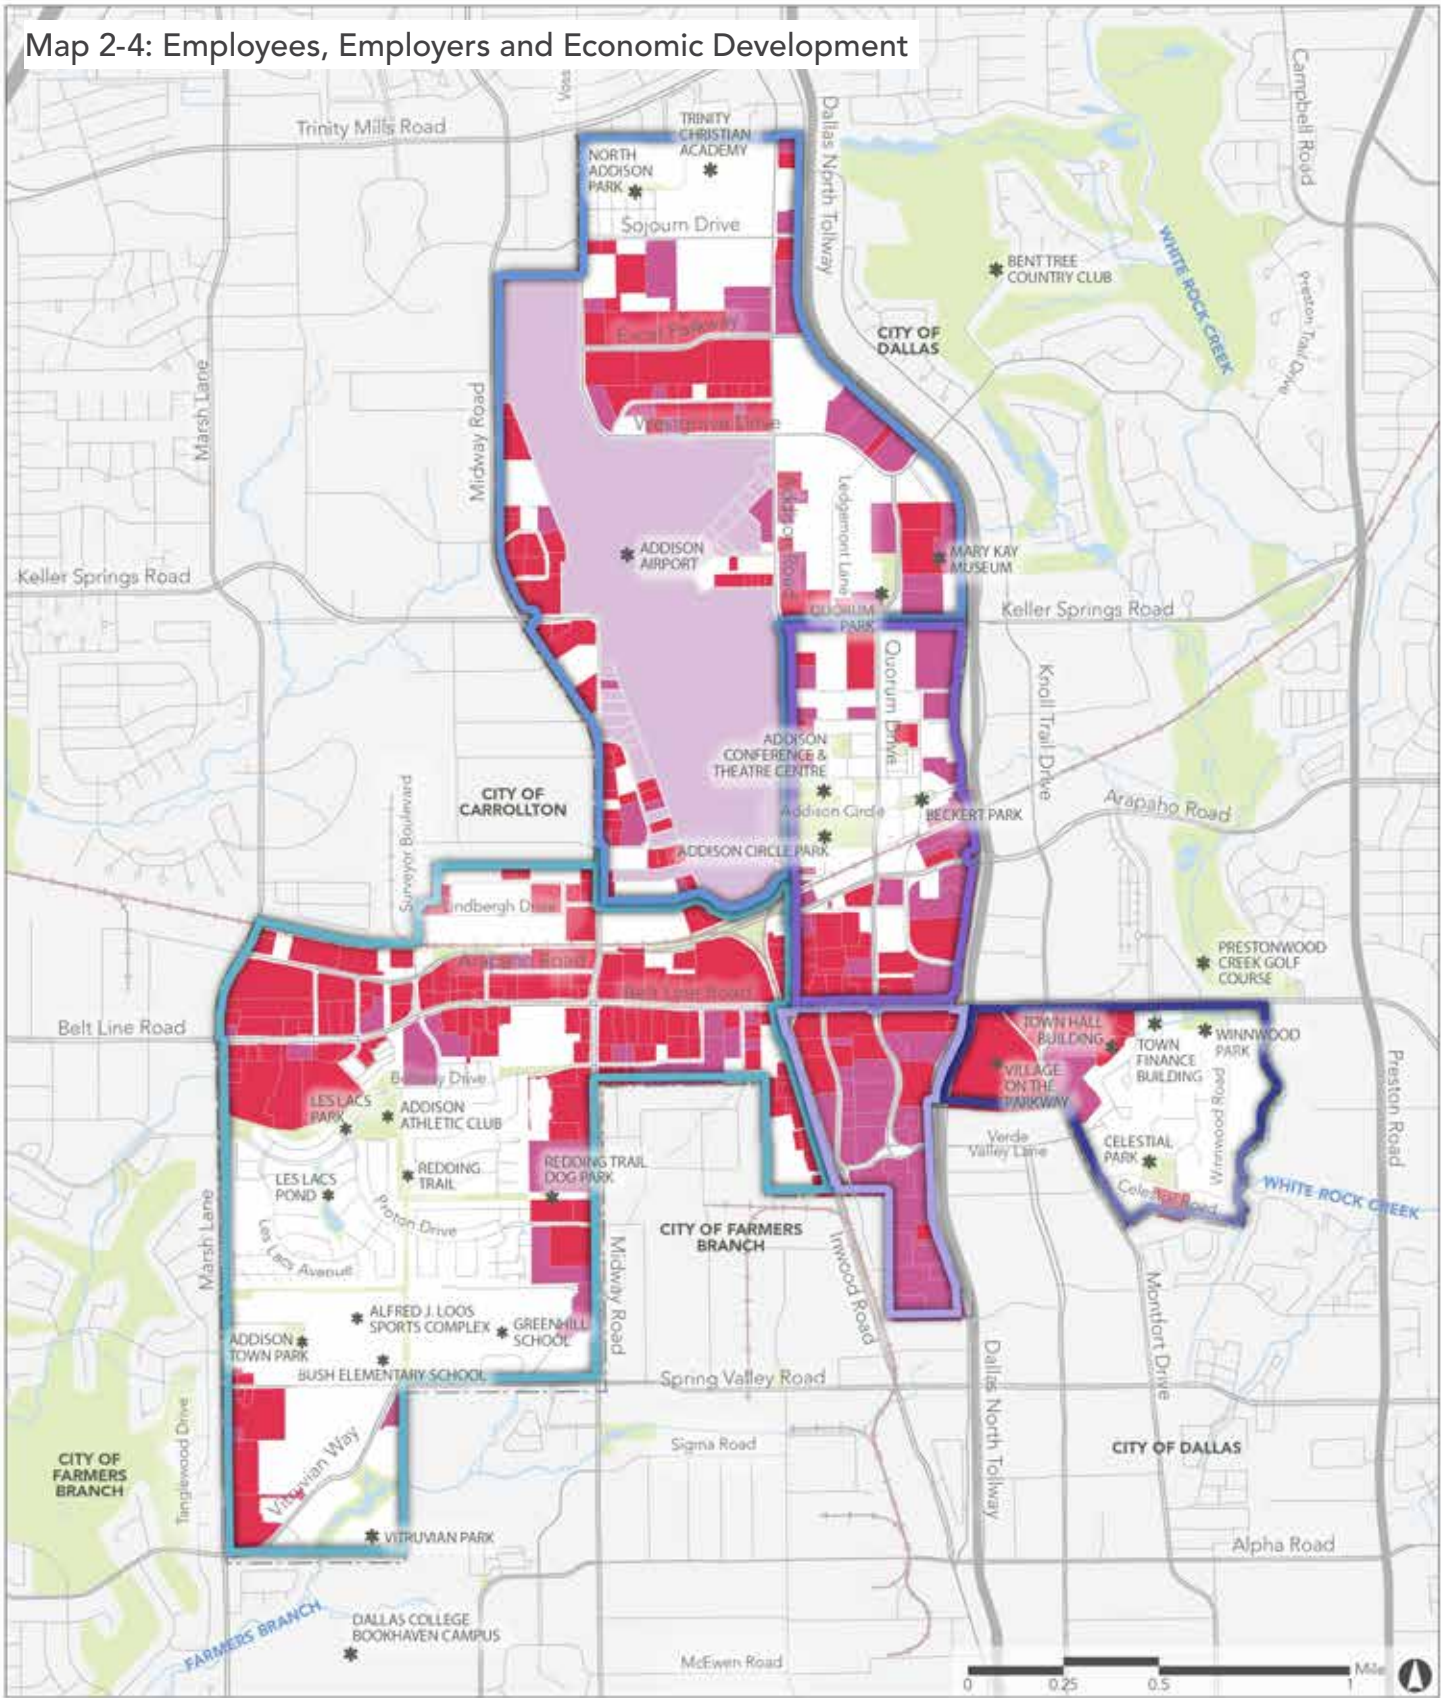 Map 2-4: Employees, Employers and Economic Development
Voss
Campbell Road
Trinity Mills Road
Dallas North Tollway
TRINITY
CHRISTIAN
ACADEMY
NORTH
ADDISON
PARK
Sojourn Drive
WHITE ROCK CREEK
BENT TREE
COUNTRY CLUB
Preston Trail Drive
Excel Parkway
CITY OF
DALLAS
Marsh Lane
Midway Road
Westgrove Drive
Ledgemont Lane
Addison Road
ADDISON
AIRPORT
MARY KAY
MUSEUM
Keller Springs Road
Keller Springs Road
QUORUM
PARK
Quorum Drive
Knoll Trail Drive
ADDISON
CONFERENCE &
THEATRE CENTRE
CITY OF
CARROLLTON
Surveyor Boulevard
Addison Circle
BECKERT PARK
Arapaho Road
ADDISON CIRCLE PARK
Lindbergh Drive
Arapaho Road
PRESTONWOOD
CREEK GOLF
COURSE
Belt Line Road
Belt Line Road
TOWN HALL
BUILDING
TOWN
FINANCE
BUILDING
WINNWOOD
PARK
Winnwood Road
Preston Road
VILLAGE
ON THE
PARKWAY
Beltway Drive
LES LACS
PARK
ADDISON
ATHLETIC CLUB
Verde
Valley Lane
CELESTIAL
PARK
Celestial Road
WHITE ROCK CREEK
REDDING TRAIL
DOG PARK
REDDING
TRAIL
LES LACS
POND
Proton Drive
Les Lacs Avenue
Marsh Lane
CITY OF FARMERS
BRANCH
Inwood Road
Midway Road
Montfort Drive
ALFRED J. LOOS
SPORTS COMPLEX
GREENHILL
SCHOOL
ADDISON
TOWN PARK
BUSH ELEMENTARY SCHOOL
Spring Valley Road
Dallas North Tollway
Tanglewood Drive
Vitruvian Way
Sigma Road
CITY OF DALLAS
CITY OF
FARMERS
BRANCH
VITRUVIAN PARK
Alpha Road
FARMERS BRANCH
DALLAS COLLEGE
BOOKHAVEN CAMPUS
McEwen Road
Mile
0 0.25 0.5 1